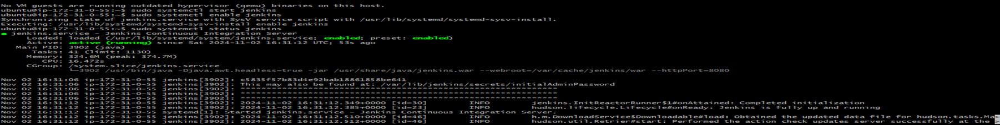 No VM guests are running outdated hypervisor (qemu) binaries on this host.
ubuntu@ip-172-31-0-55:~$ sudo systemctl start jenkins
ubuntu@ip-172-31-0-55:~$ sudo systemctl enable jenkins
Synchronizing state of jenkins.service with SysV service script with /usr/lib/systemd/systemd-sysv-install.
Executing: /usr/lib/systemd/systemd-sysv-install enable jenkins
ubuntu@ip-172-31-0-55:~$ sudo systemctl status jenkins
● jenkins.service - Jenkins Continuous Integration Server
Loaded: loaded (/usr/lib/systemd/system/jenkins.service; enabled; preset: enabled)
Active: active (running) since Sat 2024-11-02 16:31:12 UTC; 53s ago
Main PID: 3902 (java)
Tasks: 41 (limit: 1130)
Memory: 324.6M (peak: 374.7M)
CPU: 16.472s
CGroup: /system.slice/jenkins.service
└─3902 /usr/bin/java -Djava.awt.headless=true -jar /usr/share/java/jenkins.war --webroot=/var/cache/jenkins/war --httpPort=8080
Nov 02 16:31:06 ip-172-31-0-55 jenkins[3902]: c5835f57b83d4e92bab18861858be641
Nov 02 16:31:06 ip-172-31-0-55 jenkins[3902]: This may also be found at: /var/lib/jenkins/secrets/initialAdminPassword
Nov 02 16:31:06 ip-172-31-0-55 jenkins[3902]: *************************************************************
Nov 02 16:31:06 ip-172-31-0-55 jenkins[3902]: *************************************************************
Nov 02 16:31:06 ip-172-31-0-55 jenkins[3902]: *************************************************************
Nov 02 16:31:12 ip-172-31-0-55 jenkins[3902]: 2024-11-02 16:31:12.349+0000 [id=30] INFO jenkins.InitReactorRunner$1#onAttained: Completed initialization
Nov 02 16:31:12 ip-172-31-0-55 jenkins[3902]: 2024-11-02 16:31:12.385+0000 [id=23] INFO hudson.lifecycle.Lifecycle#onReady: Jenkins is fully up and running
Nov 02 16:31:12 ip-172-31-0-55 systemd[1]: Started jenkins.service - Jenkins Continuous Integration Server.
Nov 02 16:31:12 ip-172-31-0-55 jenkins[3902]: 2024-11-02 16:31:12.510+0000 [id=46] INFO h.m.DownloadService$Downloadable#load: Obtained the updated data file for hudson.tasks.Ma>
Nov 02 16:31:12 ip-172-31-0-55 jenkins[3902]: 2024-11-02 16:31:12.512+0000 [id=46] INFO hudson.util.Retrier#start: Performed the action check updates server successfully at the >